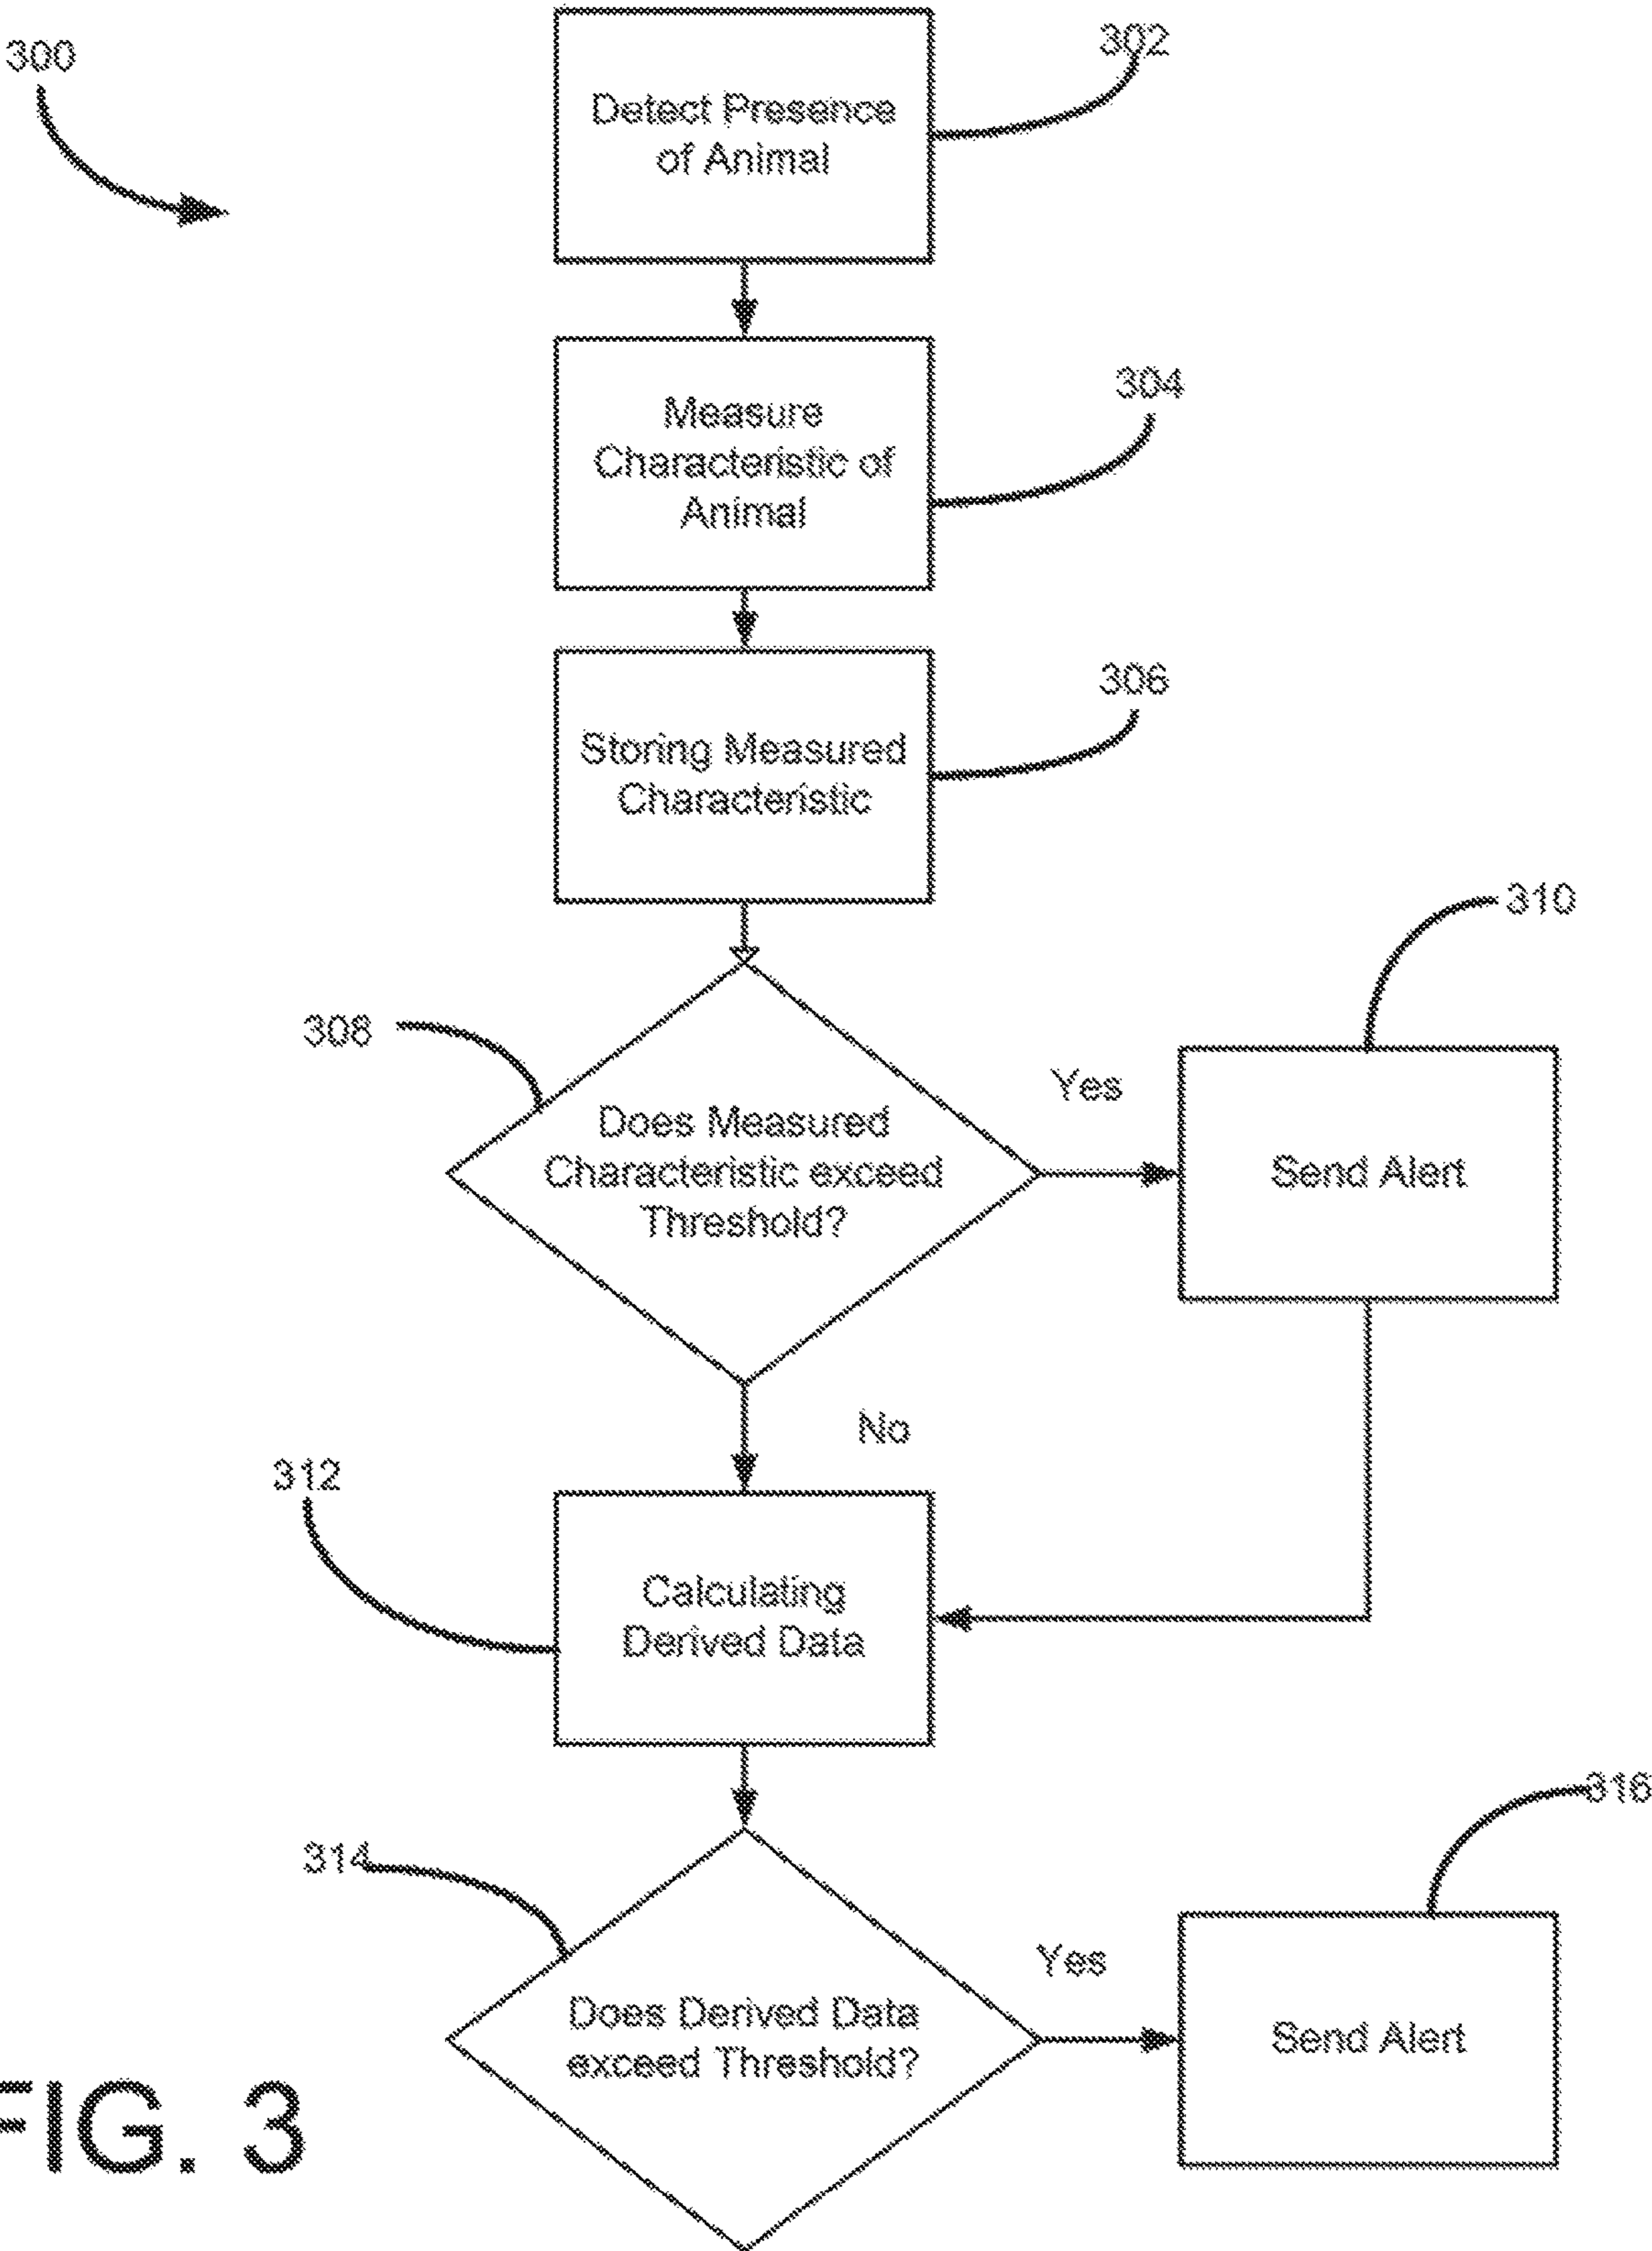 300
302
Detect Presence
of Animal
304
Measure
Characteristic of
Animal
306
Storing Measured
Characteristic
310
308
Yes
Does Measured
Characteristic exceed
Threshold?
Send Alert
No
312
Calculating
Derived Data
316
314
Yes
Does Derived Data
exceed Threshold?
Send Alert
FIG. 3